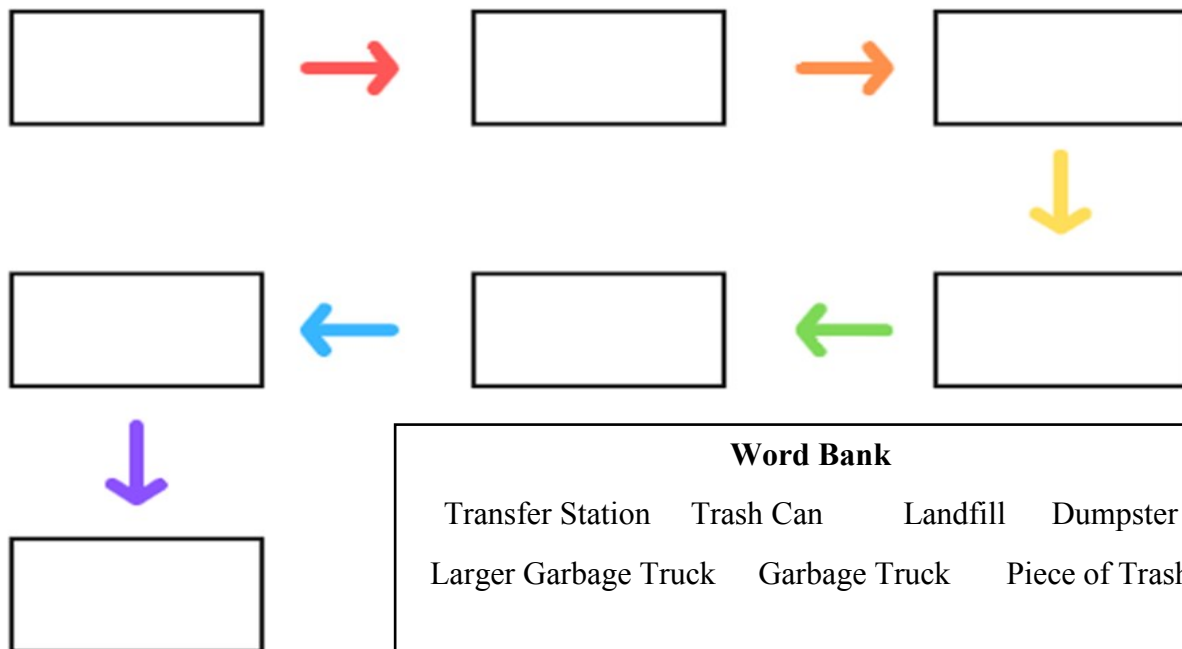 Word Bank
Transfer Station Trash Can Landfill Dumpster
Larger Garbage Truck Garbage Truck Piece of Trash